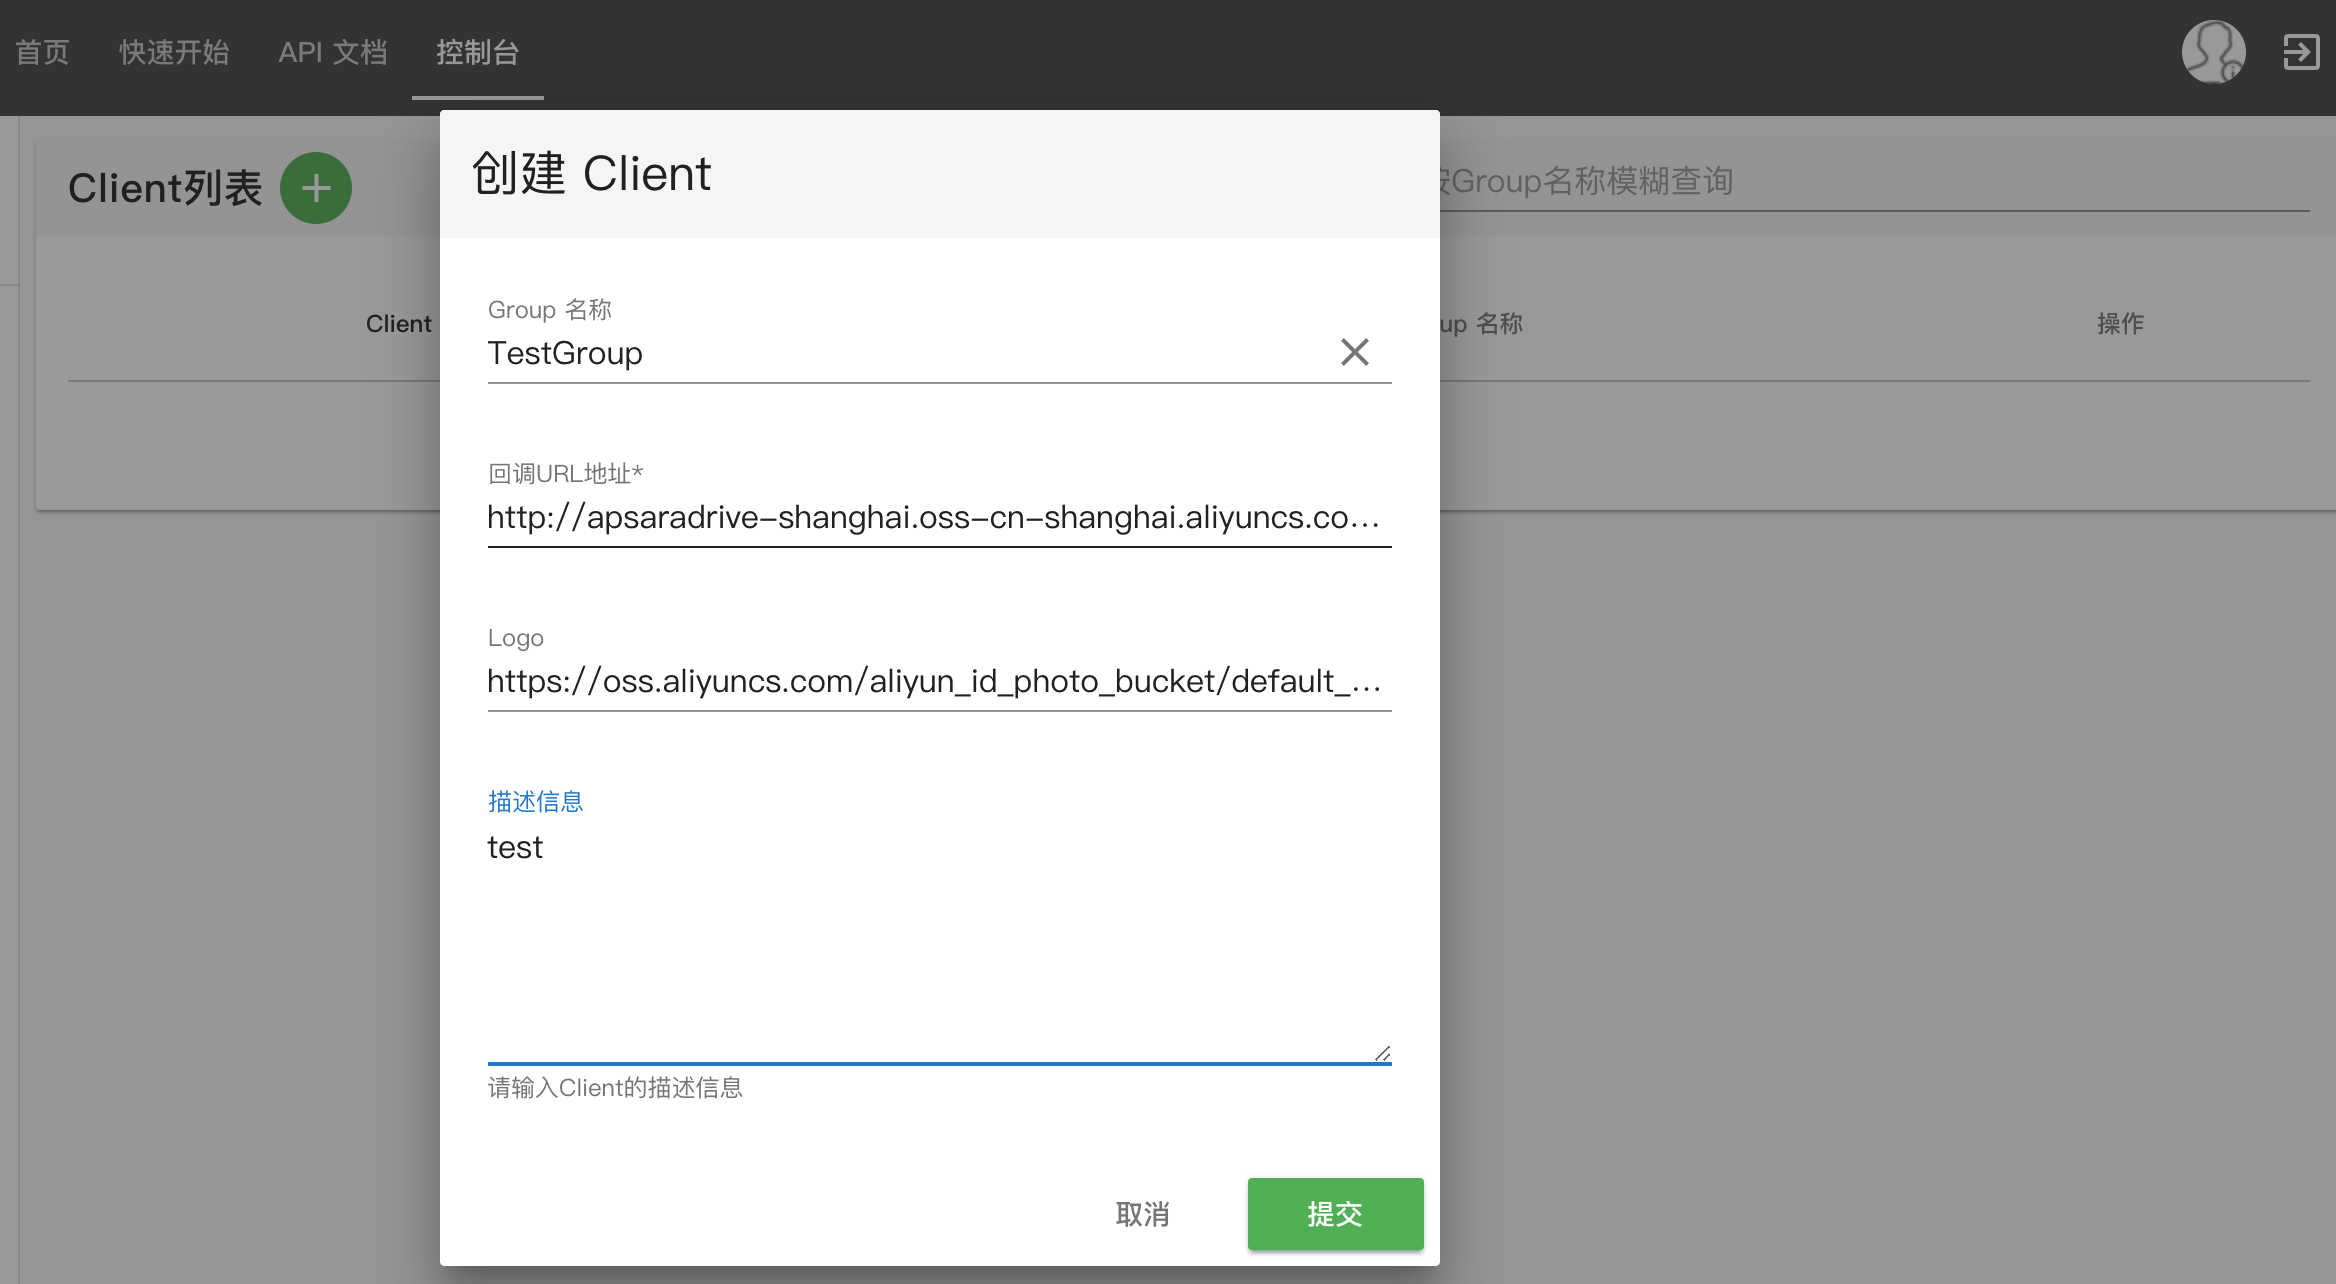 首页 快速开始 API 文档 控制台
Client列表
Group名称模糊查询
Client
up 名称
操作
创建 Client
Group 名称
TestGroup
回调URL地址*
http://apsaradrive-shanghai.oss-cn-shanghai.aliyuncs.co...
Logo
https://oss.aliyuncs.com/aliyun_id_photo_bucket/default_...
描述信息
test
请输入Client的描述信息
取消 提交